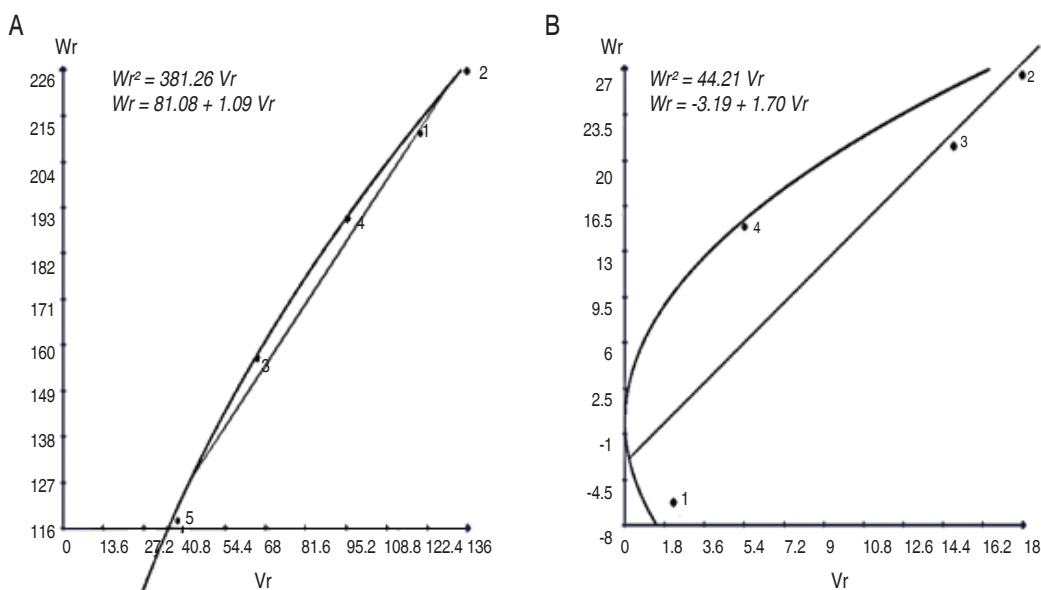 A
Wr
Wr² = 381.26 Vr
Wr = 81.08 + 1.09 Vr
226
215
204
193
182
171
160
149
138
127
116
2
1
4
3
5
0 13.6 27.2 40.8 54.4 68 81.6 95.2 108.8 122.4 136
Vr
B
Wr
Wr² = 44.21 Vr
Wr = -3.19 + 1.70 Vr
27
23.5
20
16.5
13
9.5
6
2.5
-1
-4.5
-8
2
3
4
1
0 1.8 3.6 5.4 7.2 9 10.8 12.6 14.4 16.2 18
Vr